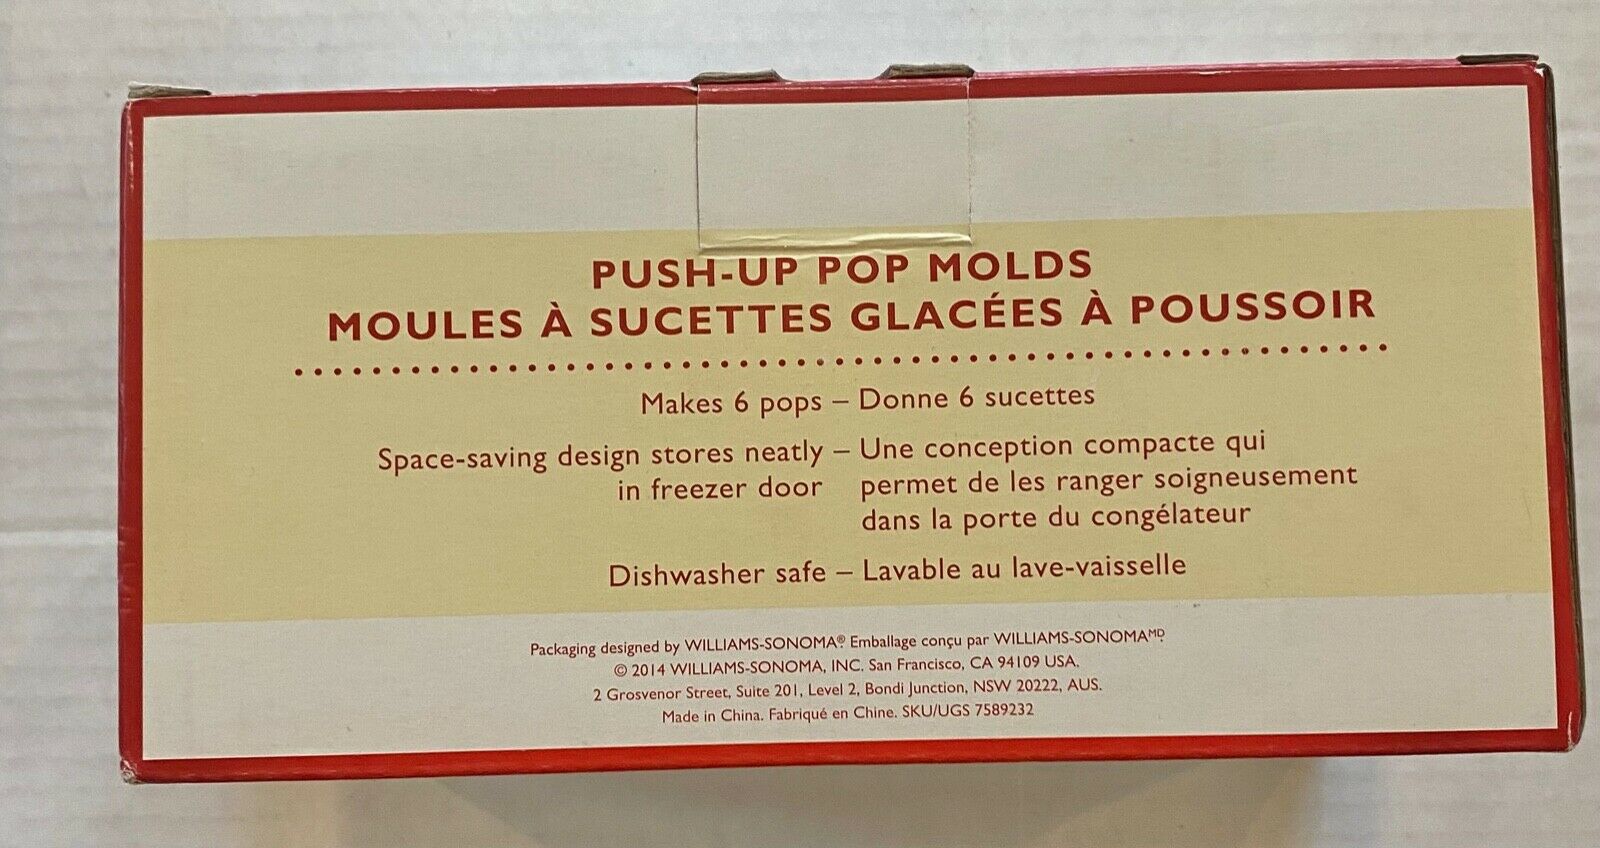 PUSH-UP POP MOLDS
MOULES À SUCETTES GLACÉES À POUSSOIR
Makes 6 pops – Donne 6 sucettes
Space-saving design stores neatly – Une conception compacte qui
in freezer door permet de les ranger soigneusement
dans la porte du congélateur
Dishwasher safe – Lavable au lave-vaisselle
Packaging designed by WILLIAMS-SONOMA®. Emballage conçu par WILLIAMS-SONOMAMD.
© 2014 WILLIAMS-SONOMA, INC. San Francisco, CA 94109 USA.
2 Grosvenor Street, Suite 201, Level 2, Bondi Junction, NSW 20222, AUS.
Made in China. Fabriqué en Chine. SKU/UGS 7589232